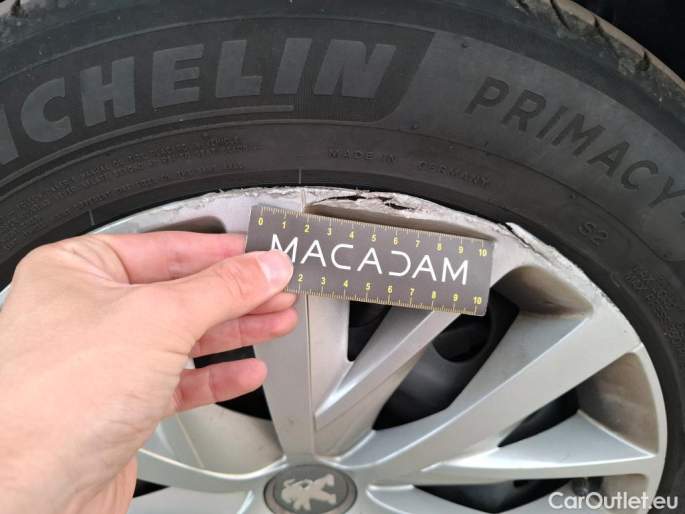 MICHELIN
PRIMACY
MADE IN GERMANY
S2
0 1 2 3 4 5 6 7 8 9 10
MACADAM
2 3 4 5 6 7 8 9 10
CarOutlet.eu